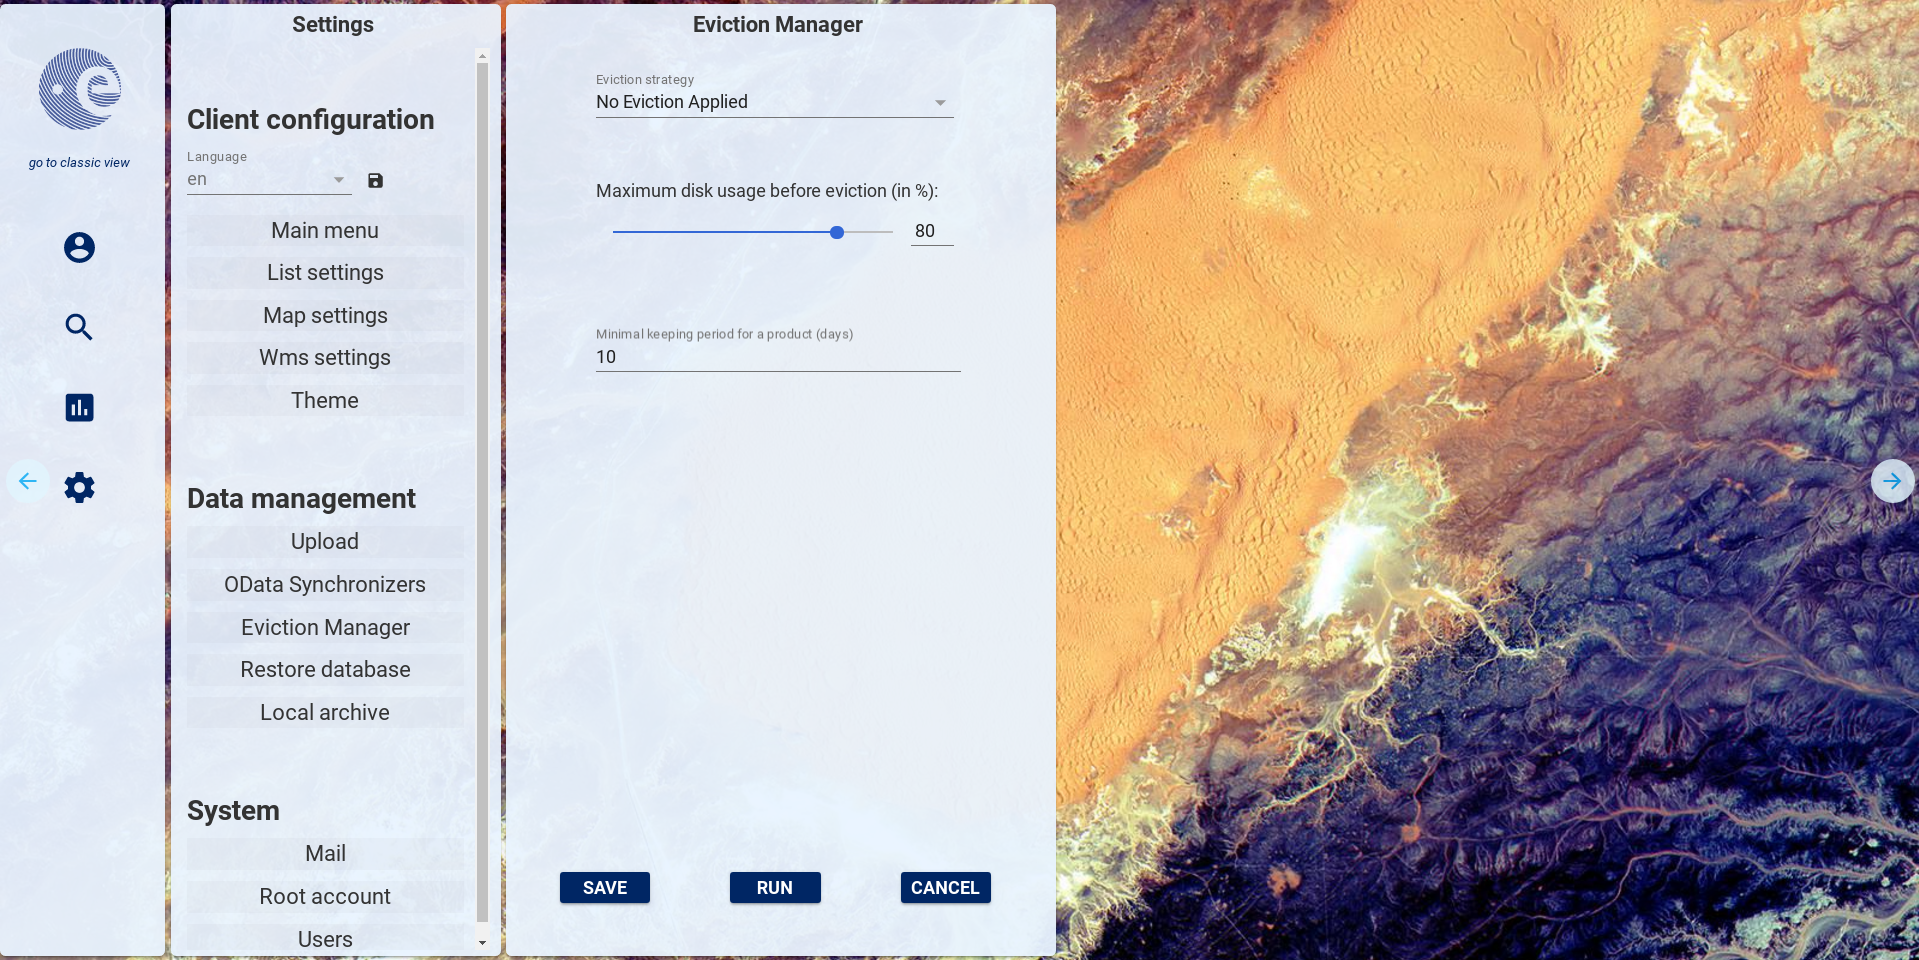 go to classic view
Settings
Client configuration
Language
en
Main menu
List settings
Map settings
Wms settings
Theme
Data management
Upload
OData Synchronizers
Eviction Manager
Restore database
Local archive
System
Mail
Root account
Users
Eviction Manager
Eviction strategy
No Eviction Applied
Maximum disk usage before eviction (in %):
80
Minimal keeping period for a product (days)
10
SAVE
RUN
CANCEL